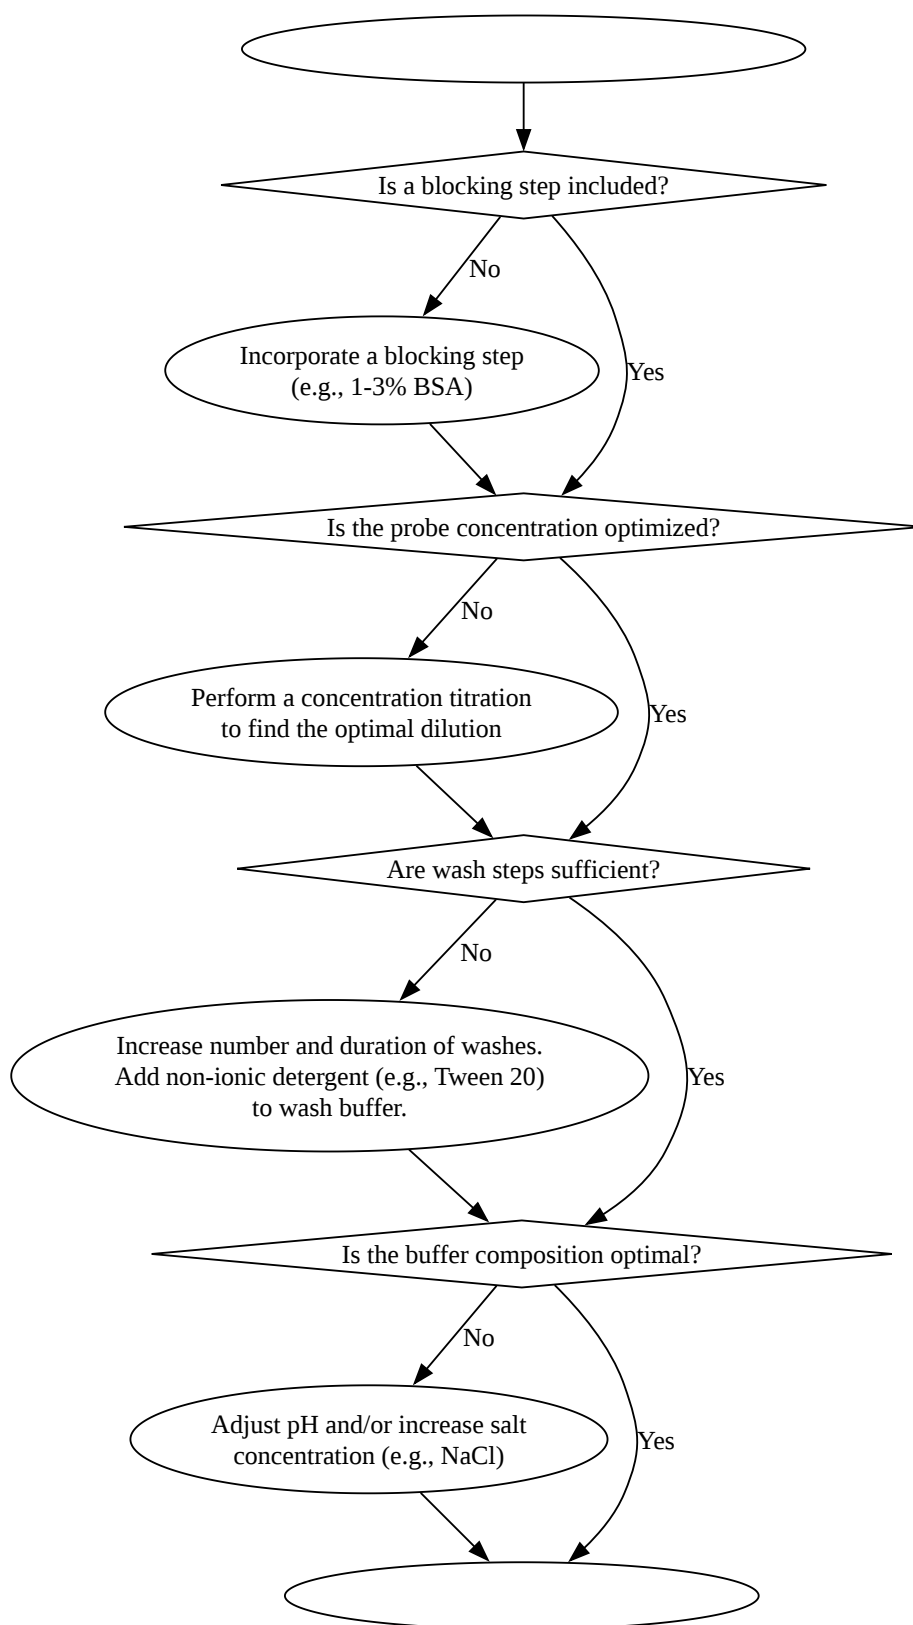 Is a blocking step included?
No
Incorporate a blocking step
(e.g., 1-3% BSA)
Yes
Is the probe concentration optimized?
No
Perform a concentration titration
to find the optimal dilution
Yes
Are wash steps sufficient?
No
Increase number and duration of washes.
Add non-ionic detergent (e.g., Tween 20)
to wash buffer.
Yes
Is the buffer composition optimal?
No
Adjust pH and/or increase salt
concentration (e.g., NaCl)
Yes